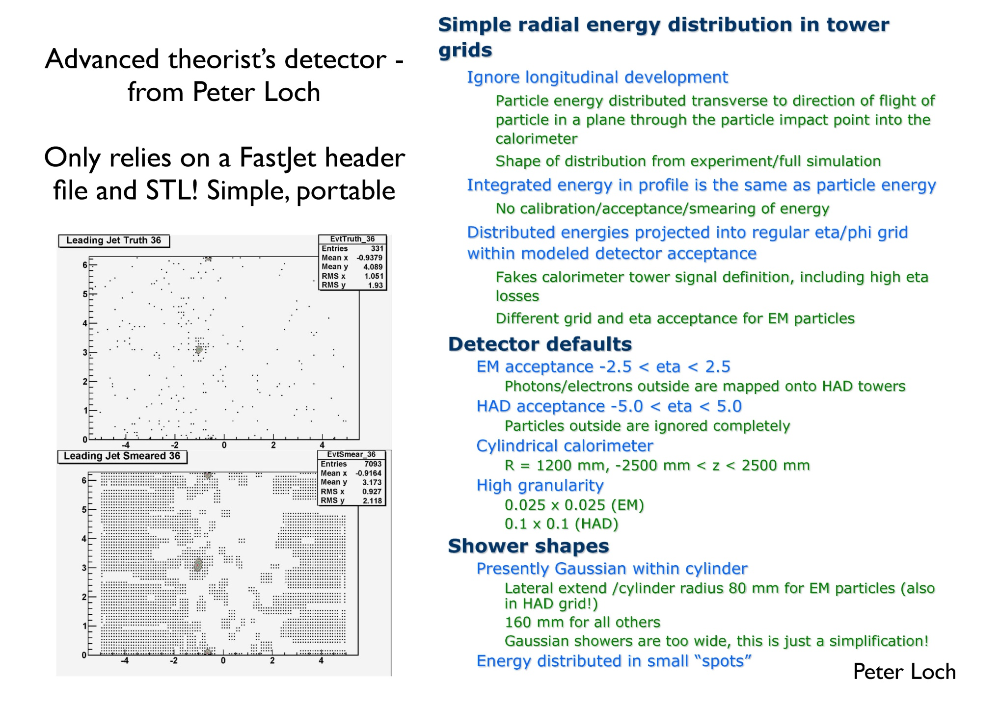 Advanced theorist's detector -
from Peter Loch
Only relies on a FastJet header
file and STL! Simple, portable
Leading Jet Truth 36
EvtTruth_36
Entries 331
Mean x -0.9379
Mean y 4.089
RMS x 1.051
RMS y 1.93
6
5
4
3
2
1
0
-4 -2 0 2 4
Leading Jet Smeared 36
EvtSmear_36
Entries 7093
Mean x -0.9164
Mean y 3.173
RMS x 0.927
RMS y 2.118
6
5
4
3
2
1
0
-4 -2 0 2 4
Simple radial energy distribution in tower
grids
Ignore longitudinal development
Particle energy distributed transverse to direction of flight of
particle in a plane through the particle impact point into the
calorimeter
Shape of distribution from experiment/full simulation
Integrated energy in profile is the same as particle energy
No calibration/acceptance/smearing of energy
Distributed energies projected into regular eta/phi grid
within modeled detector acceptance
Fakes calorimeter tower signal definition, including high eta
losses
Different grid and eta acceptance for EM particles
Detector defaults
EM acceptance -2.5 < eta < 2.5
Photons/electrons outside are mapped onto HAD towers
HAD acceptance -5.0 < eta < 5.0
Particles outside are ignored completely
Cylindrical calorimeter
R = 1200 mm, -2500 mm < z < 2500 mm
High granularity
0.025 x 0.025 (EM)
0.1 x 0.1 (HAD)
Shower shapes
Presently Gaussian within cylinder
Lateral extend /cylinder radius 80 mm for EM particles (also
in HAD grid!)
160 mm for all others
Gaussian showers are too wide, this is just a simplification!
Energy distributed in small “spots”
Peter Loch